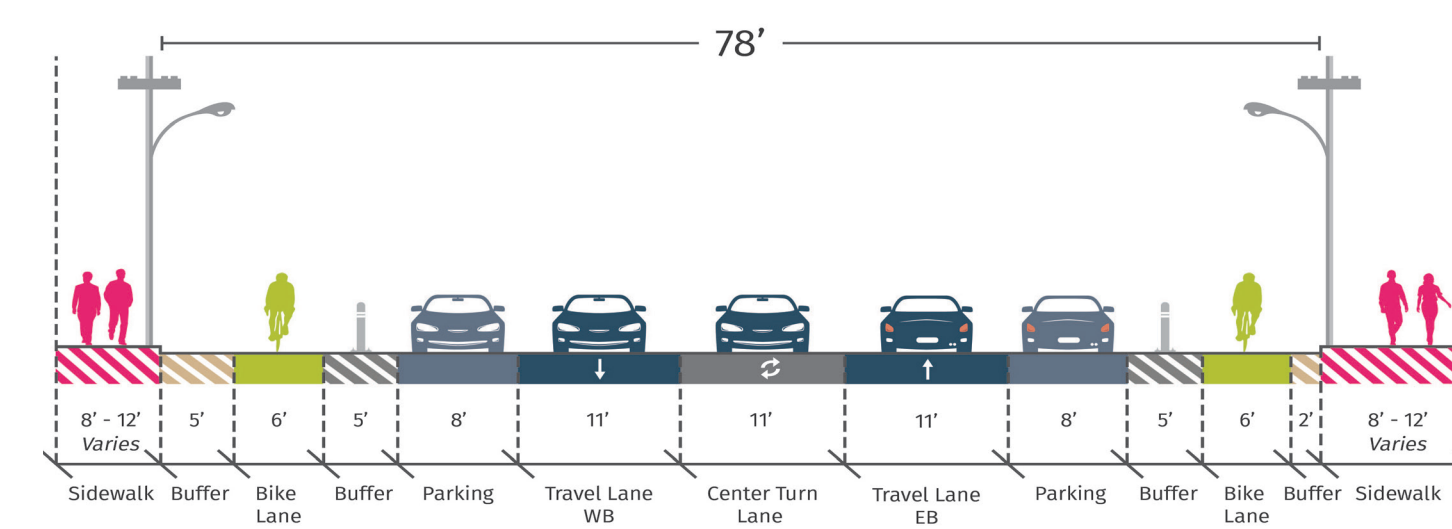 78’
8’ - 12’ 5’ 6’ 5’ 8’ 11’ 11’ 11’ 8’ 5’ 6’ 2’ 8’ - 12’
Varies Varies
Sidewalk Buffer Bike Buffer Parking Travel Lane Center Turn Travel Lane Parking Buffer Bike Buffer Sidewalk
Lane WB Lane EB Lane